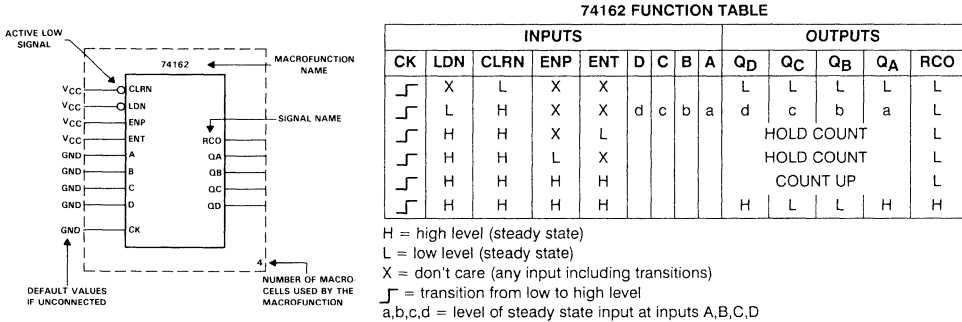 ACTIVE LOW
SIGNAL
74162
MACROFUNCTION
NAME
VCC CLRN
VCC LDN
VCC ENP
VCC ENT
GND A
GND B
GND C
GND D
GND CK
SIGNAL NAME
RCO
QA
QB
QC
QD
4
DEFAULT VALUES
IF UNCONNECTED
NUMBER OF MACRO-
CELLS USED BY THE
MACROFUNCTION
74162 FUNCTION TABLE
INPUTS OUTPUTS
CK LDN CLRN ENP ENT D C B A QD QC QB QA RCO
X L X X L L L L L
L H X X d c b a d c b a L
H H X L HOLD COUNT L
H H L X HOLD COUNT L
H H H H COUNT UP L
H H H H H L L H H
H = high level (steady state)
L = low level (steady state)
X = don't care (any input including transitions)
= transition from low to high level
a,b,c,d = level of steady state input at inputs A,B,C,D